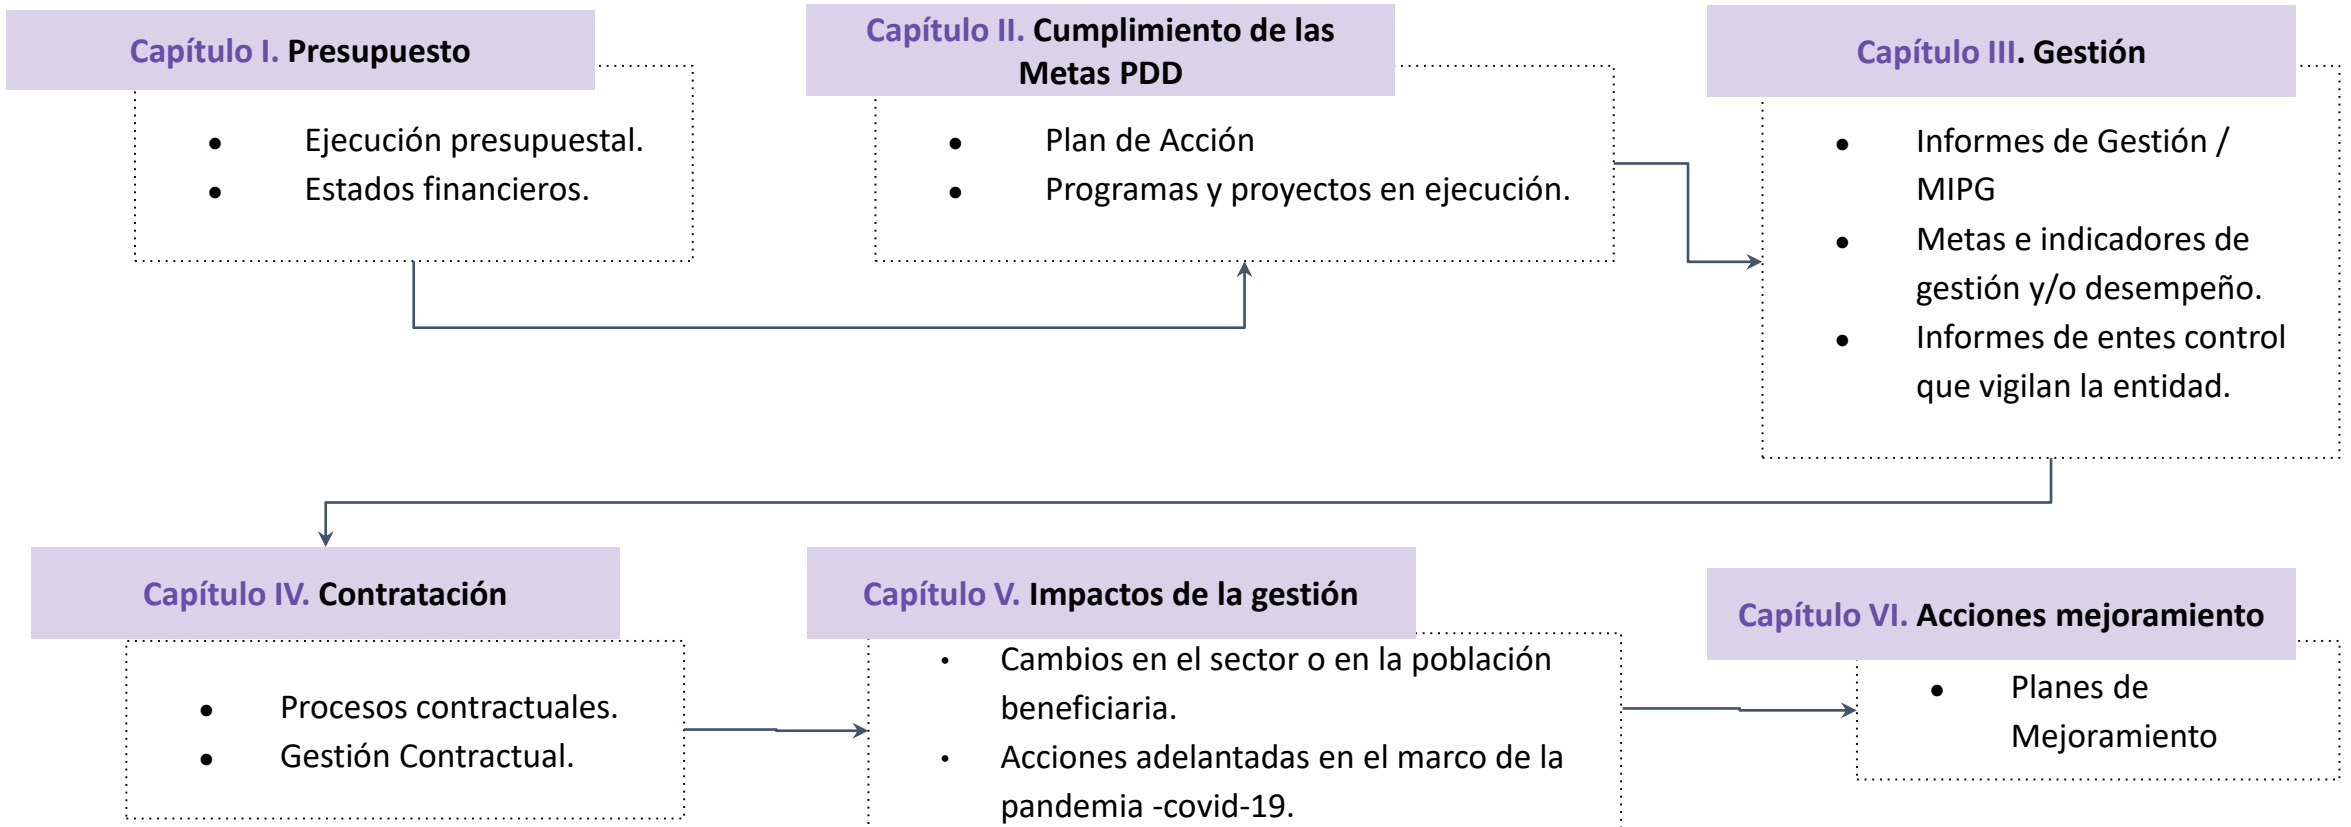 Capítulo I. Presupuesto
● Ejecución presupuestal.
● Estados financieros.
Capítulo II. Cumplimiento de las
Metas PDD
● Plan de Acción
● Programas y proyectos en ejecución.
Capítulo III. Gestión
● Informes de Gestión /
MIPG
● Metas e indicadores de
gestión y/o desempeño.
● Informes de entes control
que vigilan la entidad.
Capítulo IV. Contratación
● Procesos contractuales.
● Gestión Contractual.
Capítulo V. Impactos de la gestión
• Cambios en el sector o en la población
beneficiaria.
• Acciones adelantadas en el marco de la
pandemia -covid-19.
Capítulo VI. Acciones mejoramiento
● Planes de
Mejoramiento